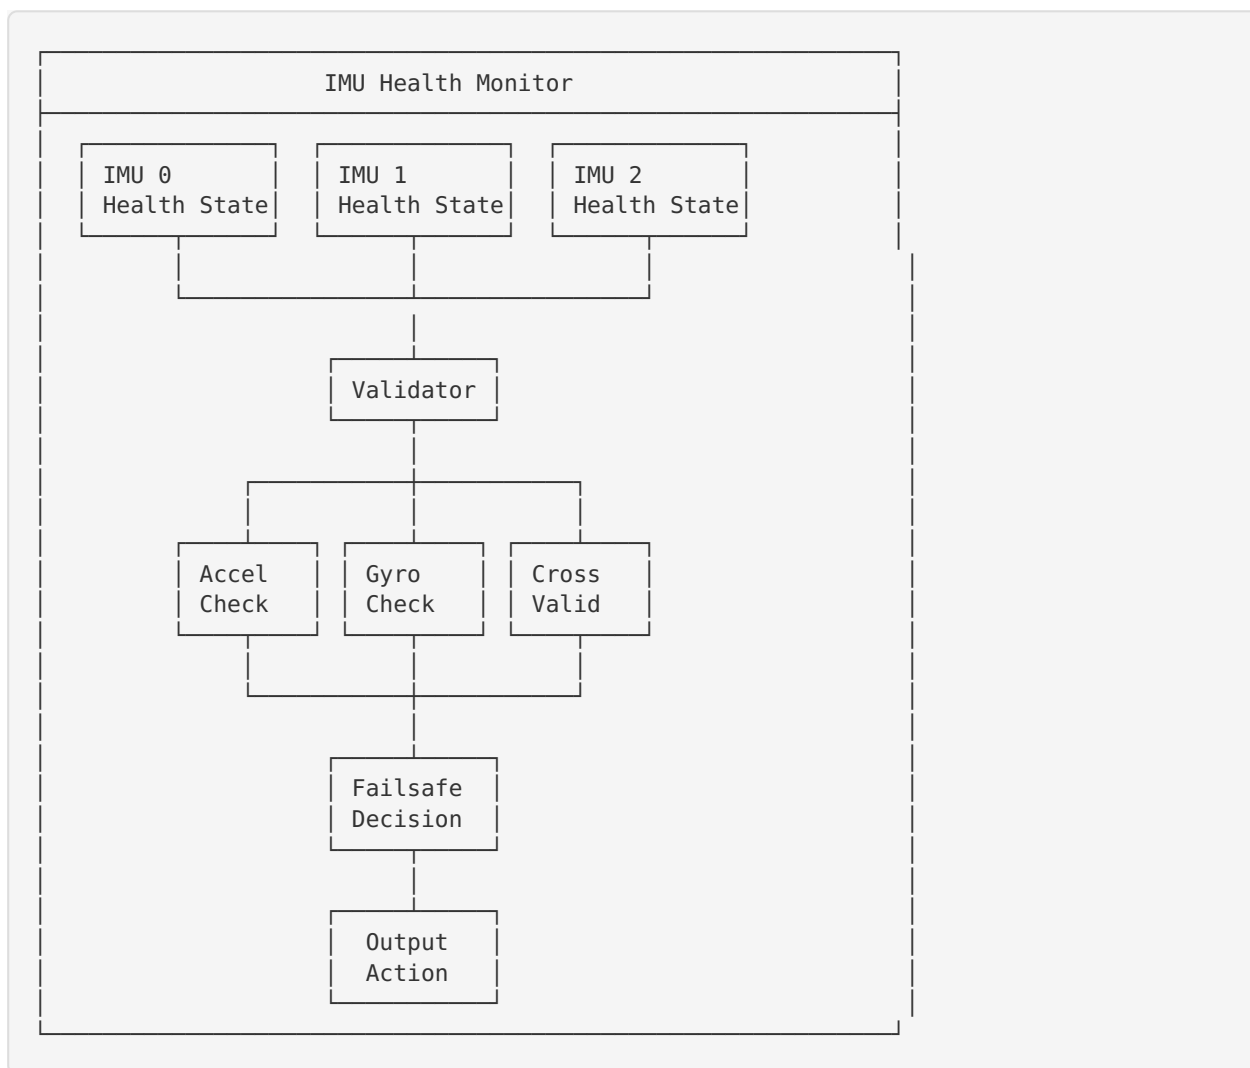 IMU Health Monitor
IMU 0 IMU 1 IMU 2
Health State Health State Health State
Validator
Accel Gyro Cross
Check Check Valid
Failsafe
Decision
Output
Action